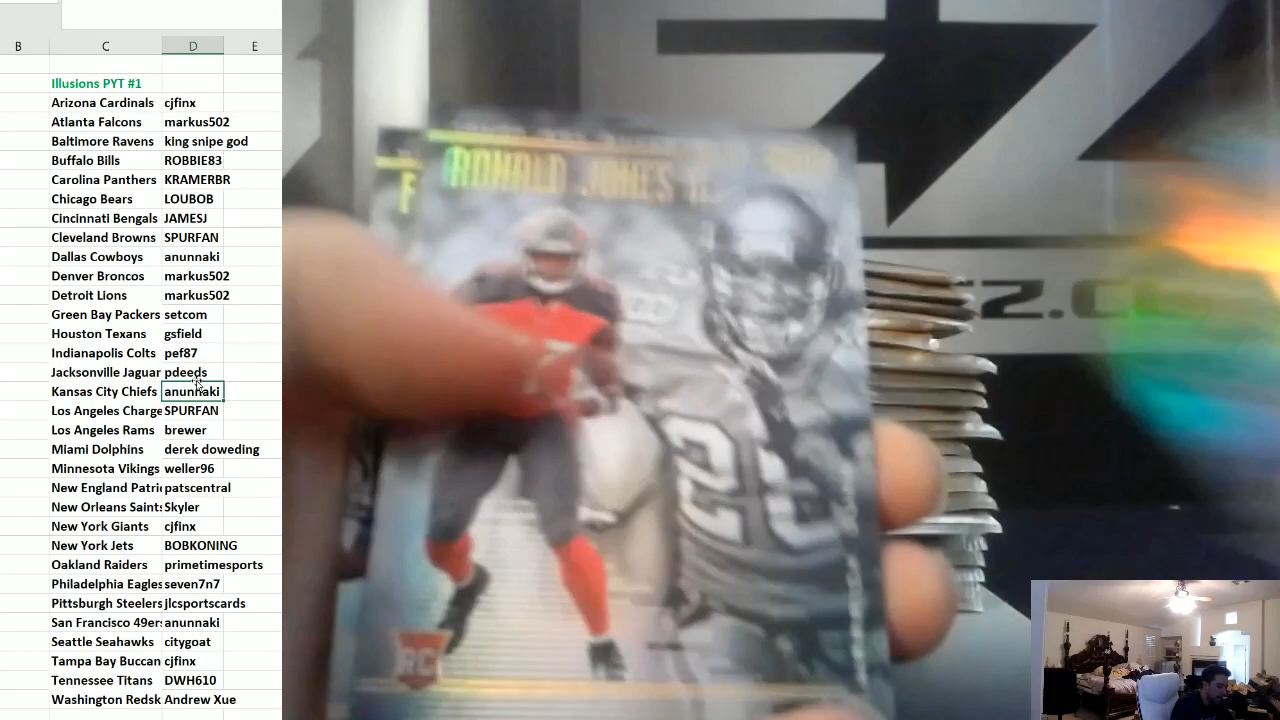 B C D E
Illusions PYT #1
Arizona Cardinals cjfinx
Atlanta Falcons markus502
Baltimore Ravens king snipe god
Buffalo Bills ROBBIE83
Carolina Panthers KRAMERBR
Chicago Bears LOUBOB
Cincinnati Bengals JAMESJ
Cleveland Browns SPURFAN
Dallas Cowboys anunnaki
Denver Broncos markus502
Detroit Lions markus502
Green Bay Packers setcom
Houston Texans gsfield
Indianapolis Colts pef87
Jacksonville Jaguar pdeeds
Kansas City Chiefs anunnaki
Los Angeles Charge SPURFAN
Los Angeles Rams brewer
Miami Dolphins derek doweding
Minnesota Vikings weller96
New England Patri patscentral
New Orleans Saints Skyler
New York Giants cjfinx
New York Jets BOBKONING
Oakland Raiders primetimesports
Philadelphia Eagles seven7n7
Pittsburgh Steelers jlcsportscards
San Francisco 49ers anunnaki
Seattle Seahawks citygoat
Tampa Bay Buccan cjfinx
Tennessee Titans DWH610
Washington Redsk Andrew Xue
RONALD JONES II
F
RC